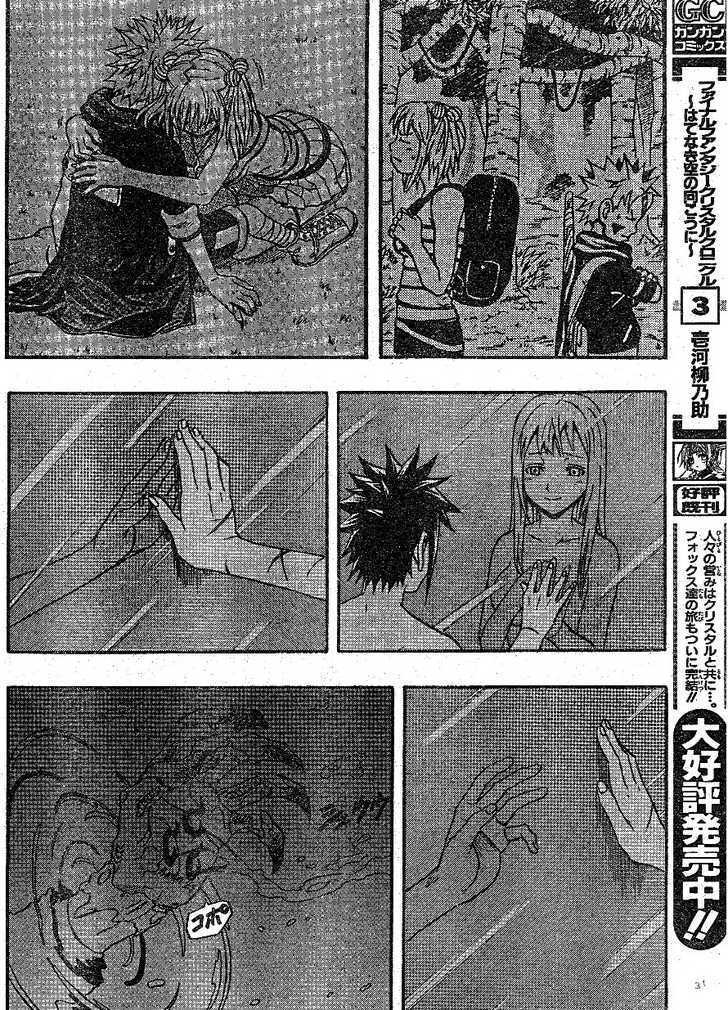 GC
ガンガン
コミックス
ファイナルファンタジークリスタルクロニクル
～はてなき空の向こうに～
3
壱河柳乃助
好評
既刊
人々の営みはクリスタルと共に…。
フォックス達の旅もついに完結!!
大好評発売中!!
コポ
31